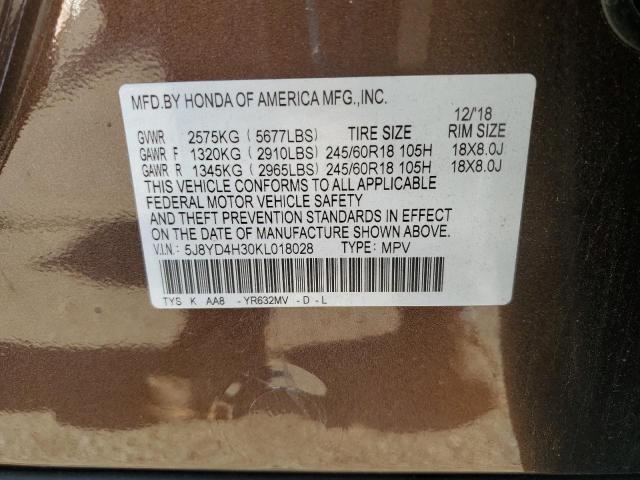 MFD.BY HONDA OF AMERICA MFG.,INC.
12/'18
GVWR 2575KG ( 5677LBS) TIRE SIZE RIM SIZE
GAWR F 1320KG ( 2910LBS) 245/60R18 105H 18X8.0J
GAWR R 1345KG ( 2965LBS) 245/60R18 105H 18X8.0J
THIS VEHICLE CONFORMS TO ALL APPLICABLE
FEDERAL MOTOR VEHICLE SAFETY
AND THEFT PREVENTION STANDARDS IN EFFECT
ON THE DATE OF MANUFACTURE SHOWN ABOVE.
V.I.N.: 5J8YD4H30KL018028 TYPE: MPV
TYS K AA8 -YR632MV -D-L